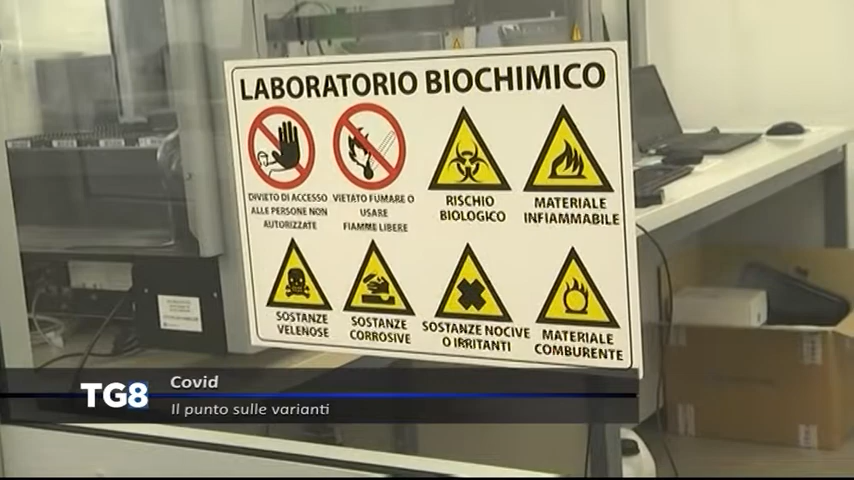 LABORATORIO BIOCHIMICO
DIVIETO DI ACCESSO
ALLE PERSONE NON
AUTORIZZATE
VIETATO FUMARE O
USARE
FIAMME LIBERE
RISCHIO
BIOLOGICO
MATERIALE
INFIAMMABILE
SOSTANZE
VELENOSE
SOSTANZE
CORROSIVE
SOSTANZE NOCIVE
O IRRITANTI
MATERIALE
COMBURENTE
TG8
Covid
Il punto sulle varianti